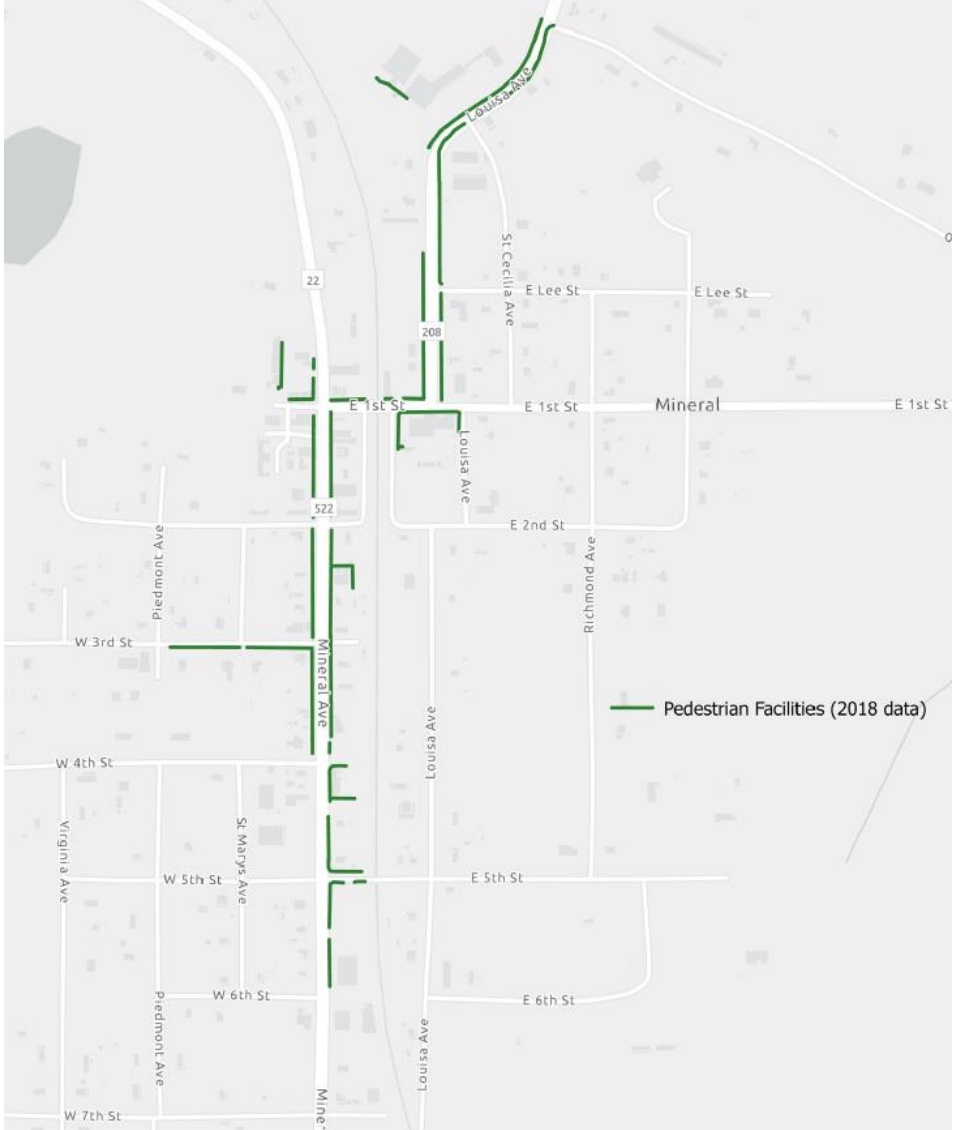 Louisa Ave
St Cecilia Ave
22
E Lee St
E Lee St
208
E 1st St
E 1st St
Mineral
E 1st St
Louisa Ave
522
E 2nd St
Piedmont Ave
Richmond Ave
W 3rd St
Mineral Ave
Louisa Ave
Pedestrian Facilities (2018 data)
W 4th St
Virginia Ave
St Marys Ave
W 5th St
E 5th St
W 6th St
E 6th St
Piedmont Ave
Louisa Ave
W 7th St